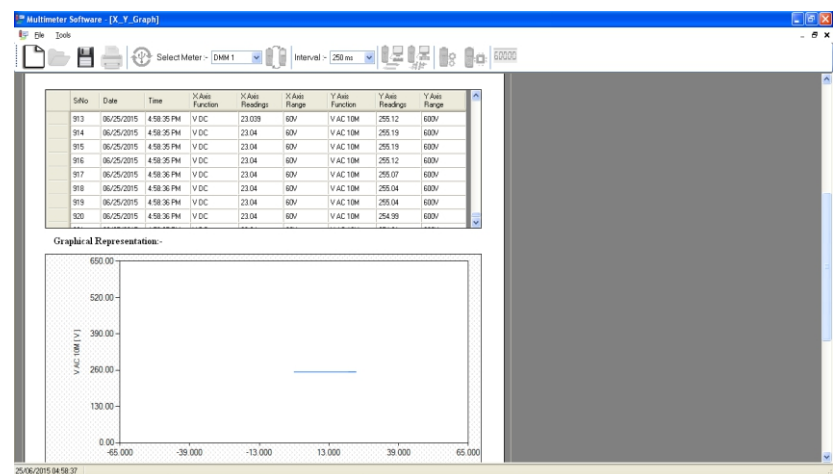 Multimeter Software - [X_Y_Graph]
File Tools
Select Meter :- DMM 1 Interval :- 250 ms
SrNo Date Time X Axis Function X Axis Readings X Axis Range Y Axis Function Y Axis Readings Y Axis Range
913 06/25/2015 4:58:35 PM V DC 23.039 60V V AC 10M 255.12 600V
914 06/25/2015 4:58:35 PM V DC 23.04 60V V AC 10M 255.19 600V
915 06/25/2015 4:58:35 PM V DC 23.04 60V V AC 10M 255.19 600V
916 06/25/2015 4:58:35 PM V DC 23.04 60V V AC 10M 255.12 600V
917 06/25/2015 4:58:36 PM V DC 23.04 60V V AC 10M 255.07 600V
918 06/25/2015 4:58:36 PM V DC 23.04 60V V AC 10M 255.04 600V
919 06/25/2015 4:58:36 PM V DC 23.04 60V V AC 10M 255.04 600V
920 06/25/2015 4:58:36 PM V DC 23.04 60V V AC 10M 254.99 600V
Graphical Representation:-
650.00
520.00
390.00
260.00
130.00
0.00
V AC 10M [ V ]
-65.000 -39.000 -13.000 13.000 39.000 65.000
25/06/2015 04:58:37